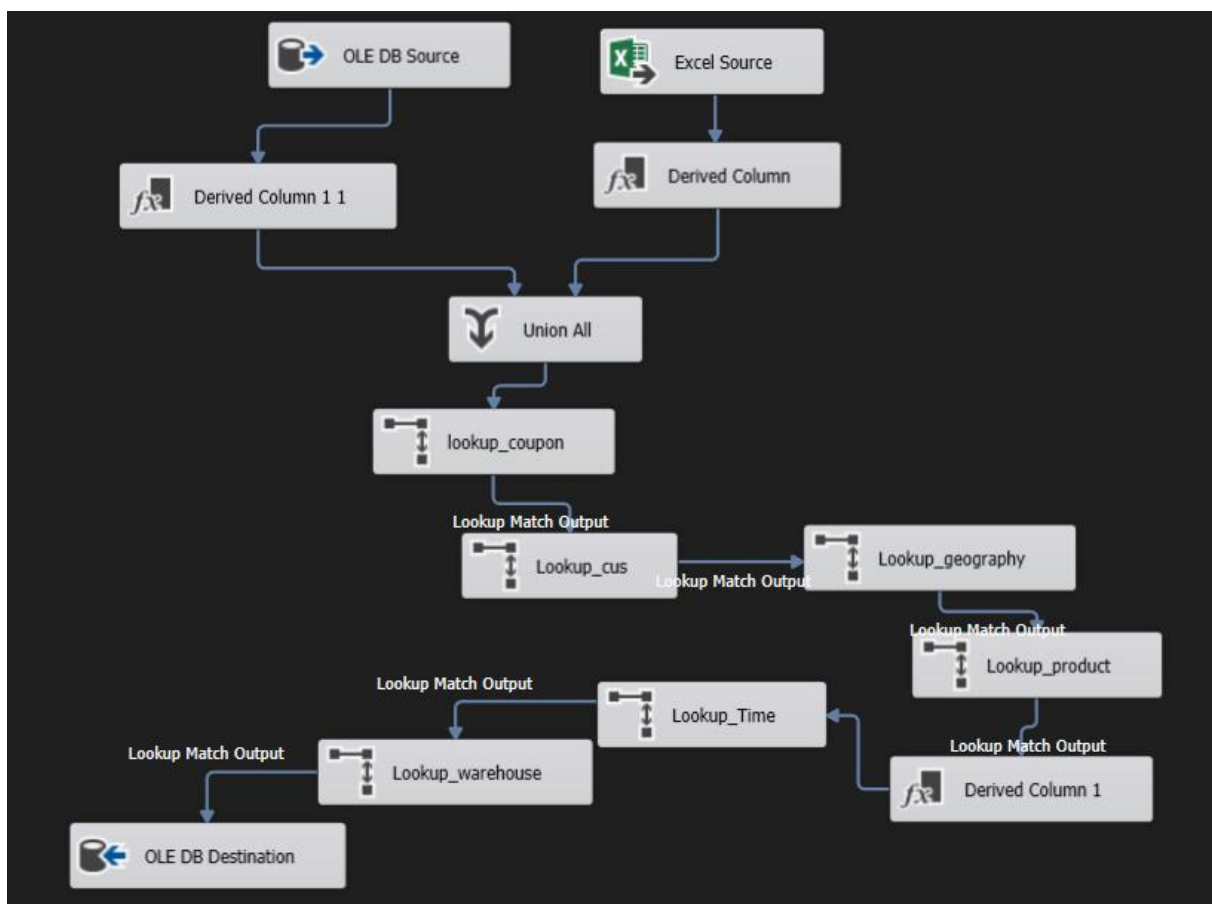 OLE DB Source
Excel Source
Derived Column 1 1
Derived Column
Union All
lookup_coupon
Lookup Match Output
Lookup_cus
Lookup Match Output
Lookup_geography
Lookup Match Output
Lookup_product
Lookup Match Output
Derived Column 1
Lookup_Time
Lookup Match Output
Lookup_warehouse
Lookup Match Output
OLE DB Destination